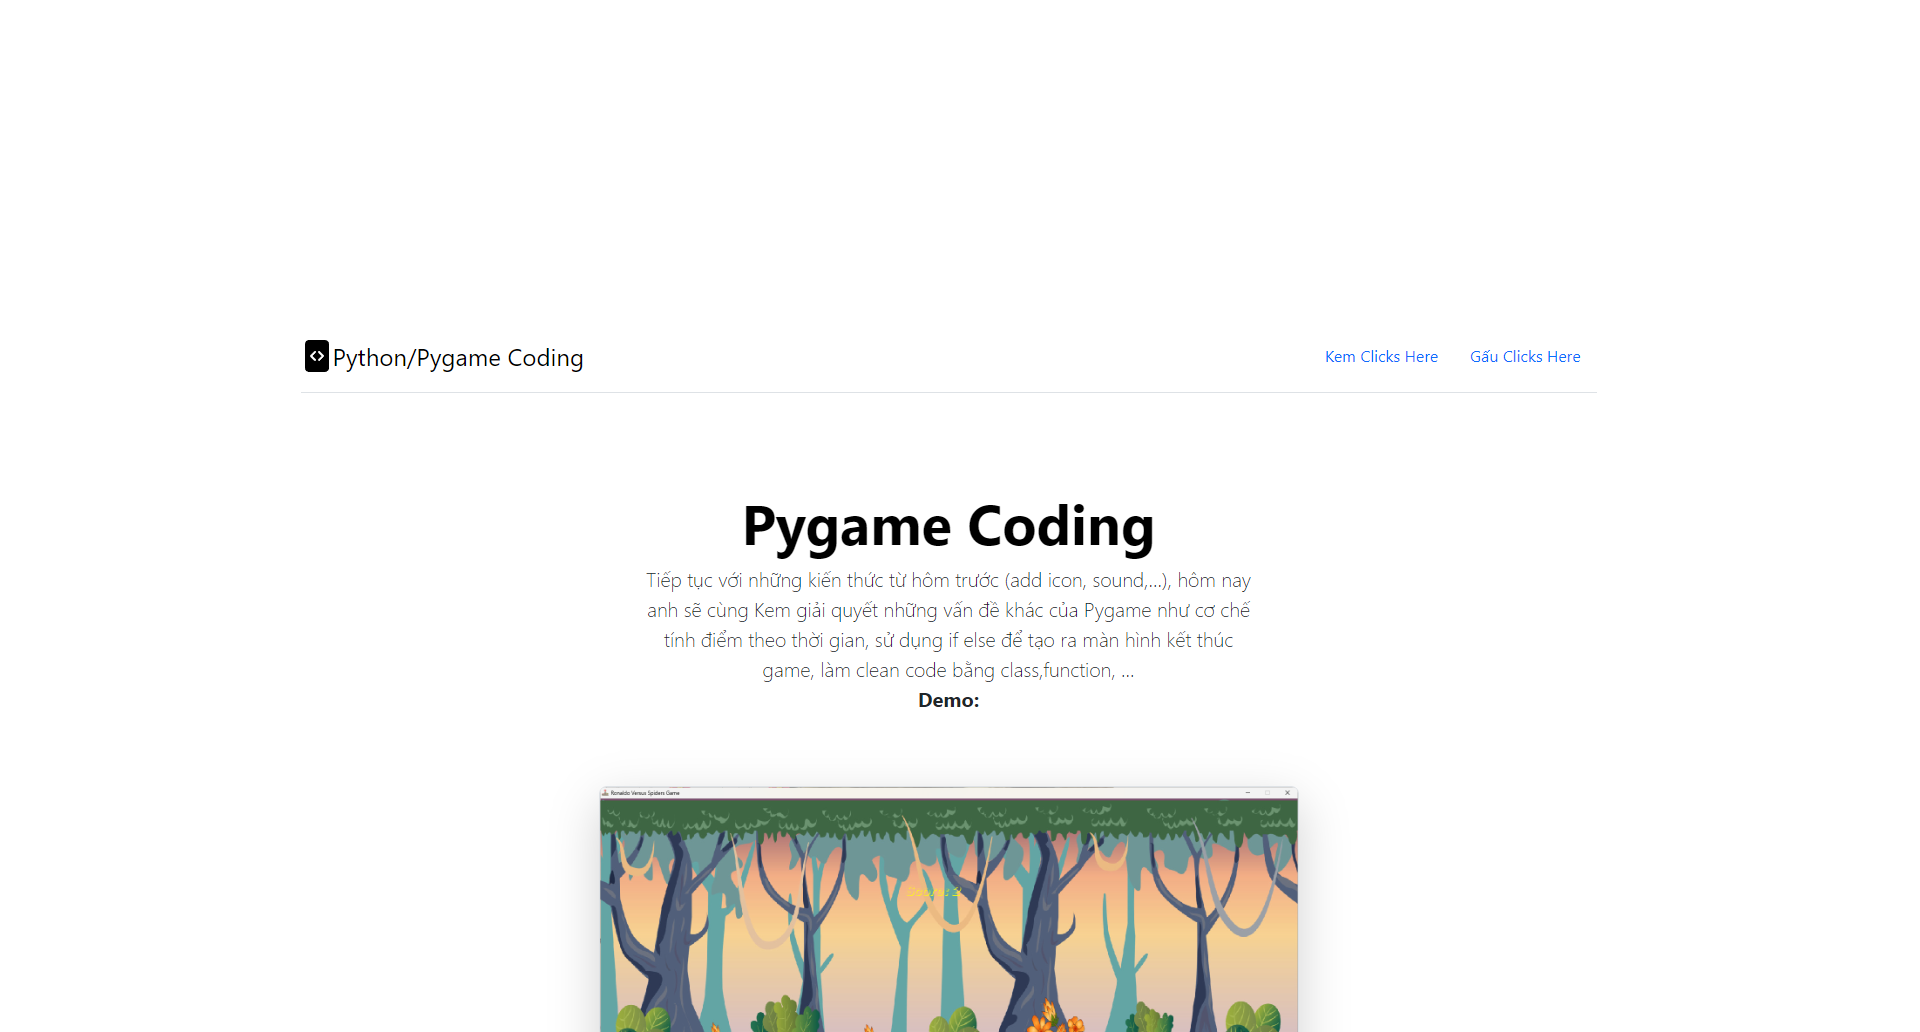 Python/Pygame Coding
Kem Clicks Here
Gấu Clicks Here
Pygame Coding
Tiếp tục với những kiến thức từ hôm trước (add icon, sound,...), hôm nay
anh sẽ cùng Kem giải quyết những vấn đề khác của Pygame như cơ chế
tính điểm theo thời gian, sử dụng if else để tạo ra màn hình kết thúc
game, làm clean code bằng class,function, ...
Demo:
Ronaldo Versus Spiders Game